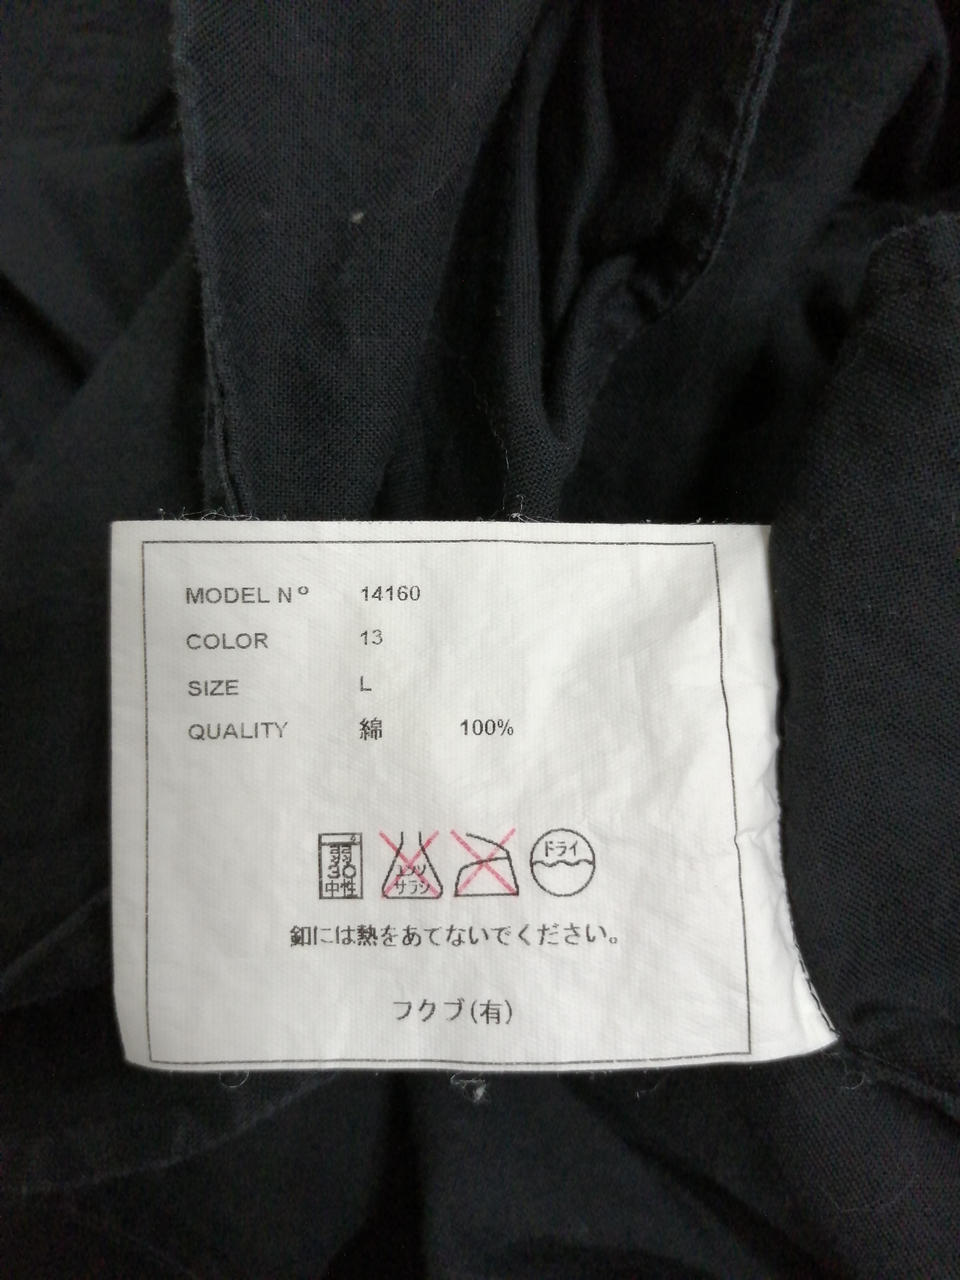 MODEL Nº 14160
COLOR 13
SIZE L
QUALITY 綿 100%
弱
30
中性
エンソ
サラシ
ドライ
釦には熱をあてないでください。
フクブ(有)